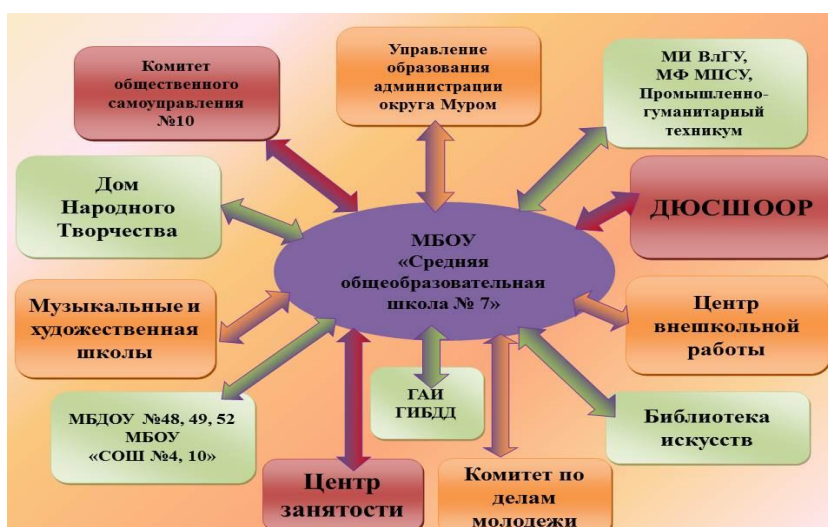 Комитет
общественного
самоуправления
№10
Управление
образования
администрации
округа Муром
МИ ВлГУ,
МФ МПСУ,
Промышленно-
гуманитарный
техникум
Дом
Народного
Творчества
ДЮСШООР
МБОУ
«Средняя
общеобразовательная
школа № 7»
Музыкальные и
художественная
школы
Центр
внешкольной
работы
МБДОУ №48, 49, 52
МБОУ
«СОШ №4, 10»
ГАИ
ГИБДД
Библиотека
искусств
Центр
занятости
Комитет по
делам
молодежи